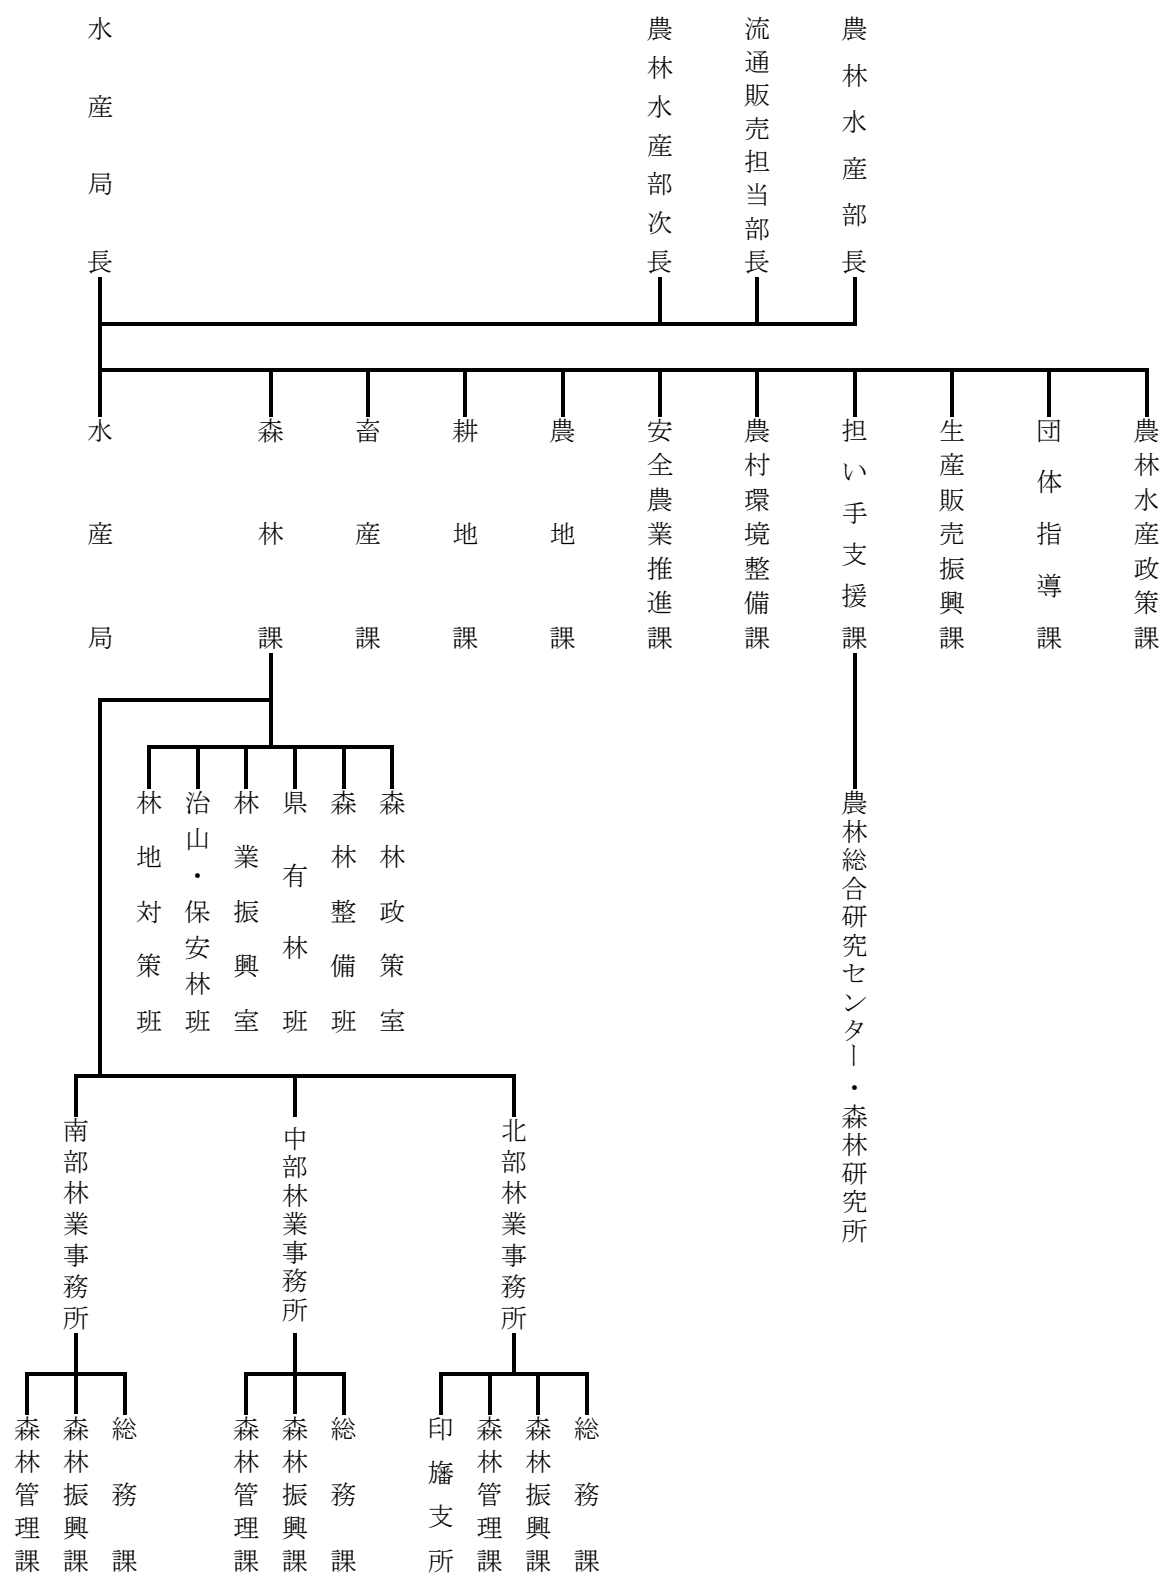 農林水産部長
流通販売担当部長
農林水産部次長
水産局長
農林水産政策課
団体指導課
生産販売振興課
担い手支援課
農村環境整備課
安全農業推進課
農地課
耕地課
畜産課
森林課
水産局
農林総合研究センター・森林研究所
森林政策室
森林整備班
県有林班
林業振興室
治山・保安林班
林地対策班
北部林業事務所
中部林業事務所
南部林業事務所
総務課
森林振興課
森林管理課
印旛支所
総務課
森林振興課
森林管理課
総務課
森林振興課
森林管理課